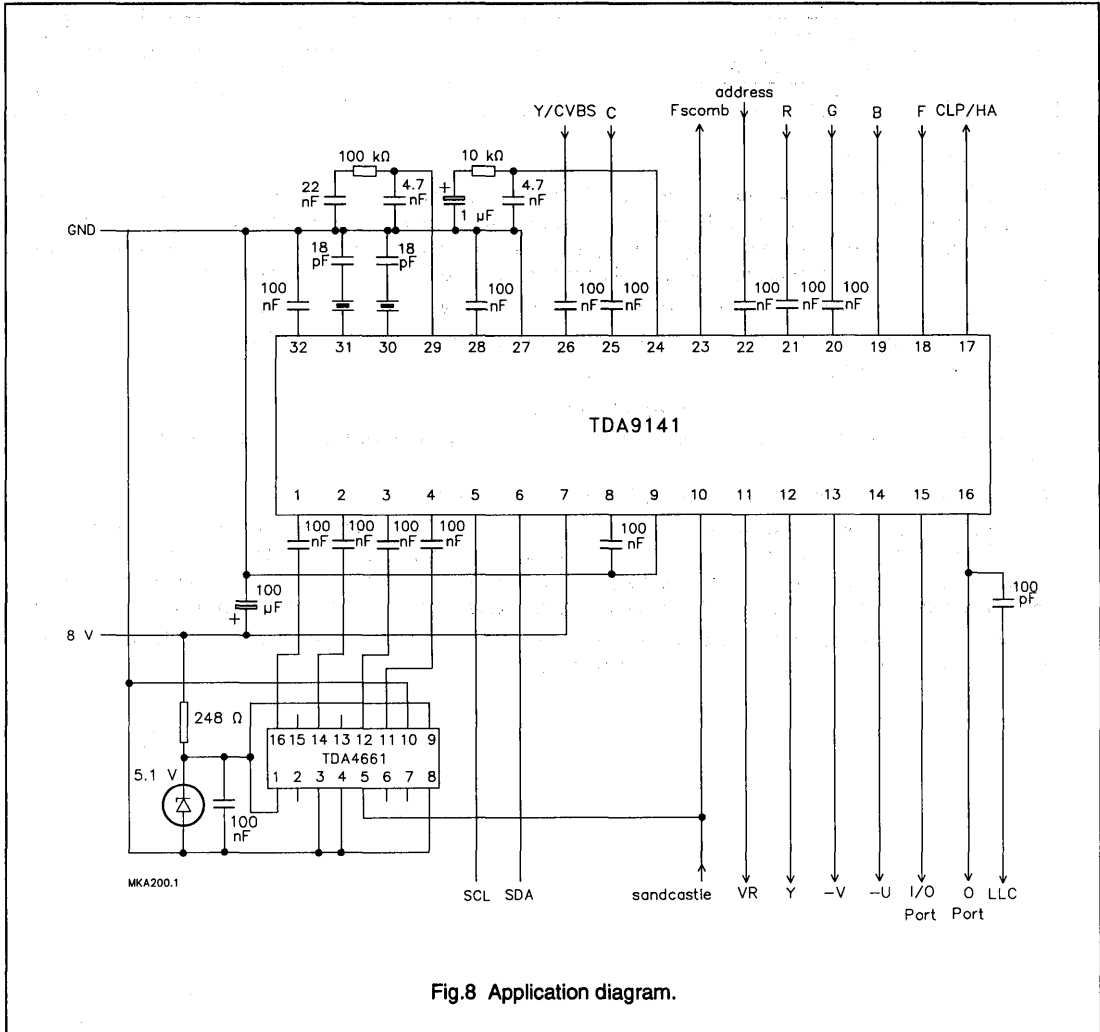 address
Y/CVBS C Fscomb R G B F CLP/HA
100 kΩ 10 kΩ
22 nF 4.7 nF + 1 µF 4.7 nF
GND
18 pF 18 pF
100 nF 100 nF 100 nF 100 nF 100 nF 100 nF 100 nF
32 31 30 29 28 27 26 25 24 23 22 21 20 19 18 17
TDA9141
1 2 3 4 5 6 7 8 9 10 11 12 13 14 15 16
100 nF 100 nF 100 nF 100 nF 100 nF
100 µF + 100 pF
8 V
248 Ω
16 15 14 13 12 11 10 9
TDA4661
5.1 V 1 2 3 4 5 6 7 8
100 nF
MKA200.1
SCL SDA sandcastle VR Y –V –U I/O Port O Port LLC
Fig.8 Application diagram.